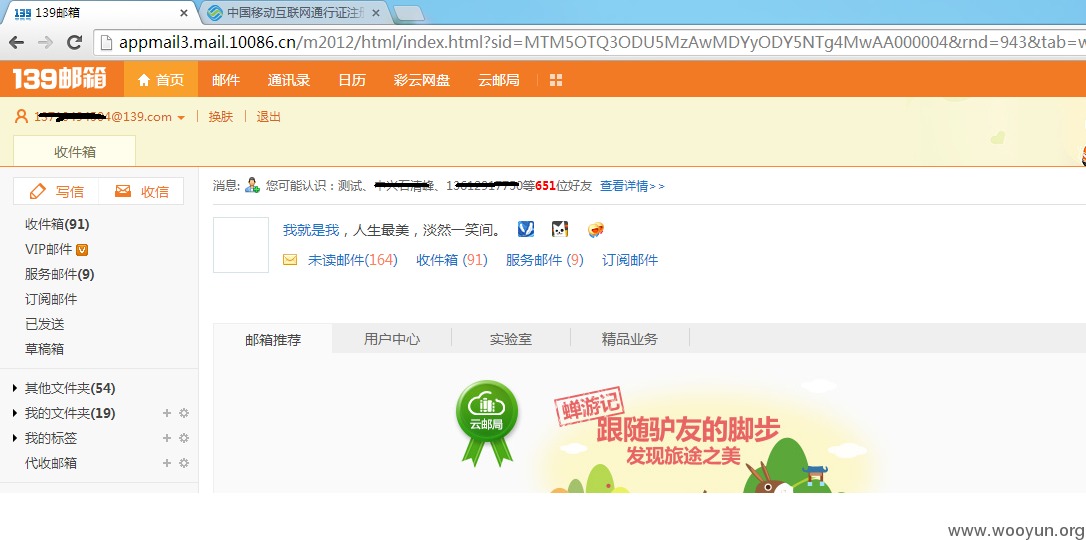 139邮箱
中国移动互联网通行证注册
appmail3.mail.10086.cn/m2012/html/index.html?sid=MTM5OTQ3ODU5MzAwMDYyODY5NTg4MwAA000004&rnd=943&tab=w
139邮箱 首页 邮件 通讯录 日历 彩云网盘 云邮局
4@139.com 换肤 退出
收件箱
写信 收信
收件箱(91)
VIP邮件
服务邮件(9)
订阅邮件
已发送
草稿箱
其他文件夹(54)
我的文件夹(19)
我的标签
代收邮箱
消息: 您可能认识：测试、等651位好友 查看详情>>
我就是我，人生最美，淡然一笑间。
未读邮件(164) 收件箱 (91) 服务邮件 (9) 订阅邮件
邮箱推荐 用户中心 实验室 精品业务
云邮局
蝉游记
跟随驴友的脚步
发现旅途之美
www.wooyun.org